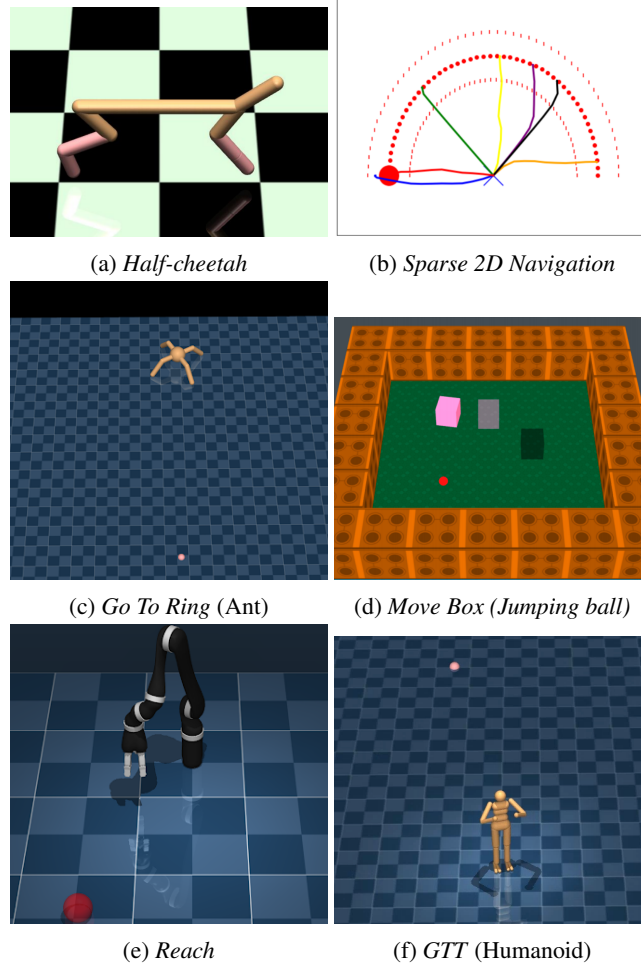 (a) Half-cheetah
(b) Sparse 2D Navigation
(c) Go To Ring (Ant)
(d) Move Box (Jumping ball)
(e) Reach
(f) GTT (Humanoid)